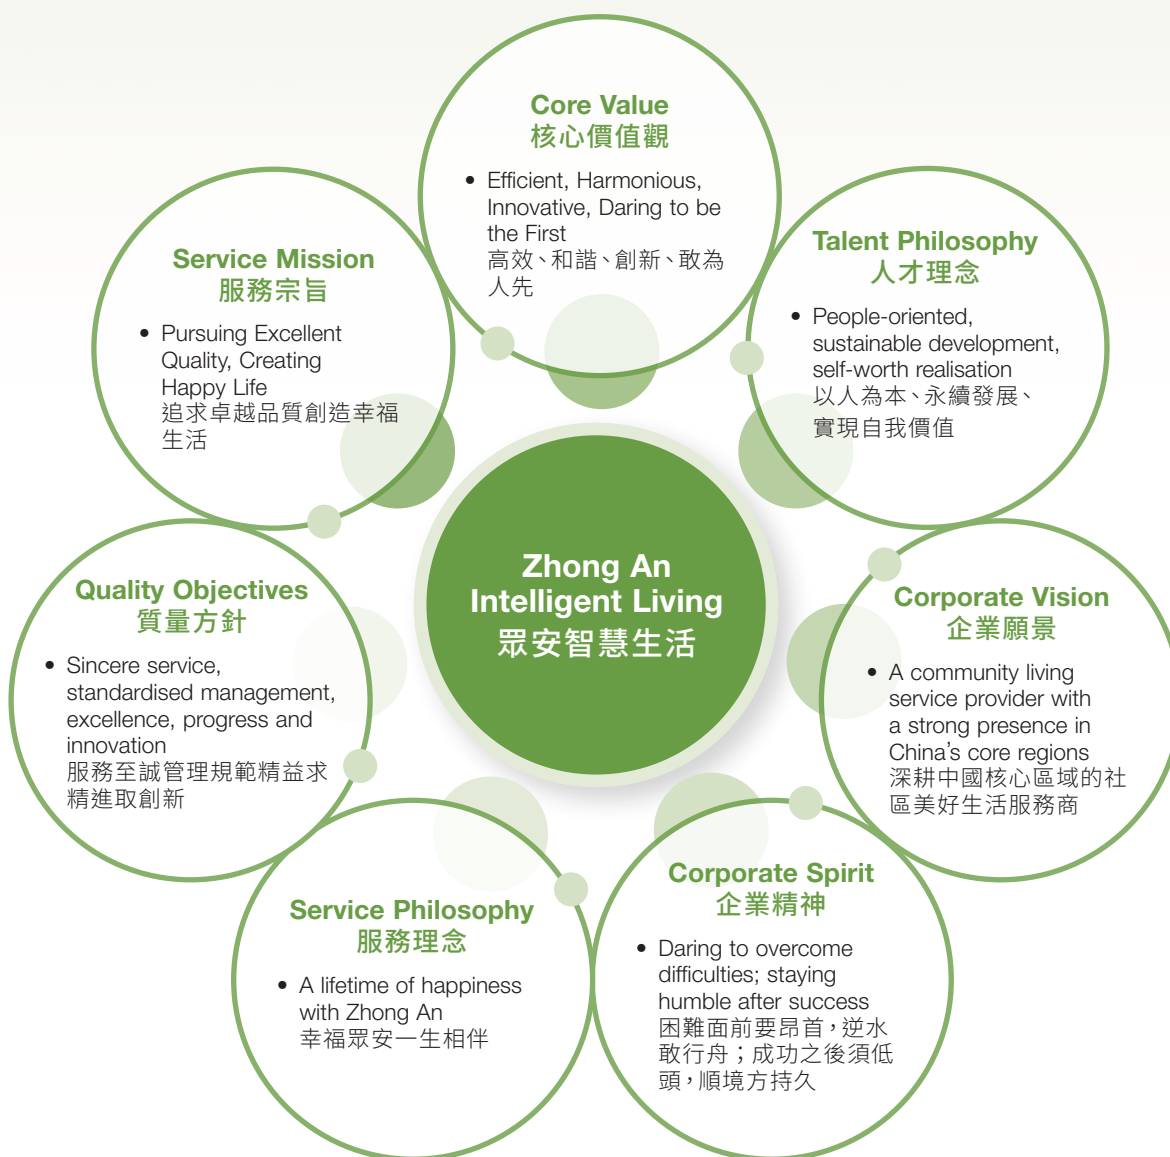 Core Value
核心價值觀
• Efficient, Harmonious,
Innovative, Daring to be
the First
高效、和諧、創新、敢為
人先
Talent Philosophy
人才理念
• People-oriented,
sustainable development,
self-worth realisation
以人為本、永續發展、
實現自我價值
Corporate Vision
企業願景
• A community living
service provider with
a strong presence in
China's core regions
深耕中國核心區域的社
區美好生活服務商
Corporate Spirit
企業精神
• Daring to overcome
difficulties; staying
humble after success
困難面前要昂首，逆水
敢行舟；成功之後須低
頭，順境方持久
Service Philosophy
服務理念
• A lifetime of happiness
with Zhong An
幸福眾安一生相伴
Quality Objectives
質量方針
• Sincere service,
standardised management,
excellence, progress and
innovation
服務至誠管理規範精益求
精進取創新
Service Mission
服務宗旨
• Pursuing Excellent
Quality, Creating
Happy Life
追求卓越品質創造幸福
生活
Zhong An
Intelligent Living
眾安智慧生活